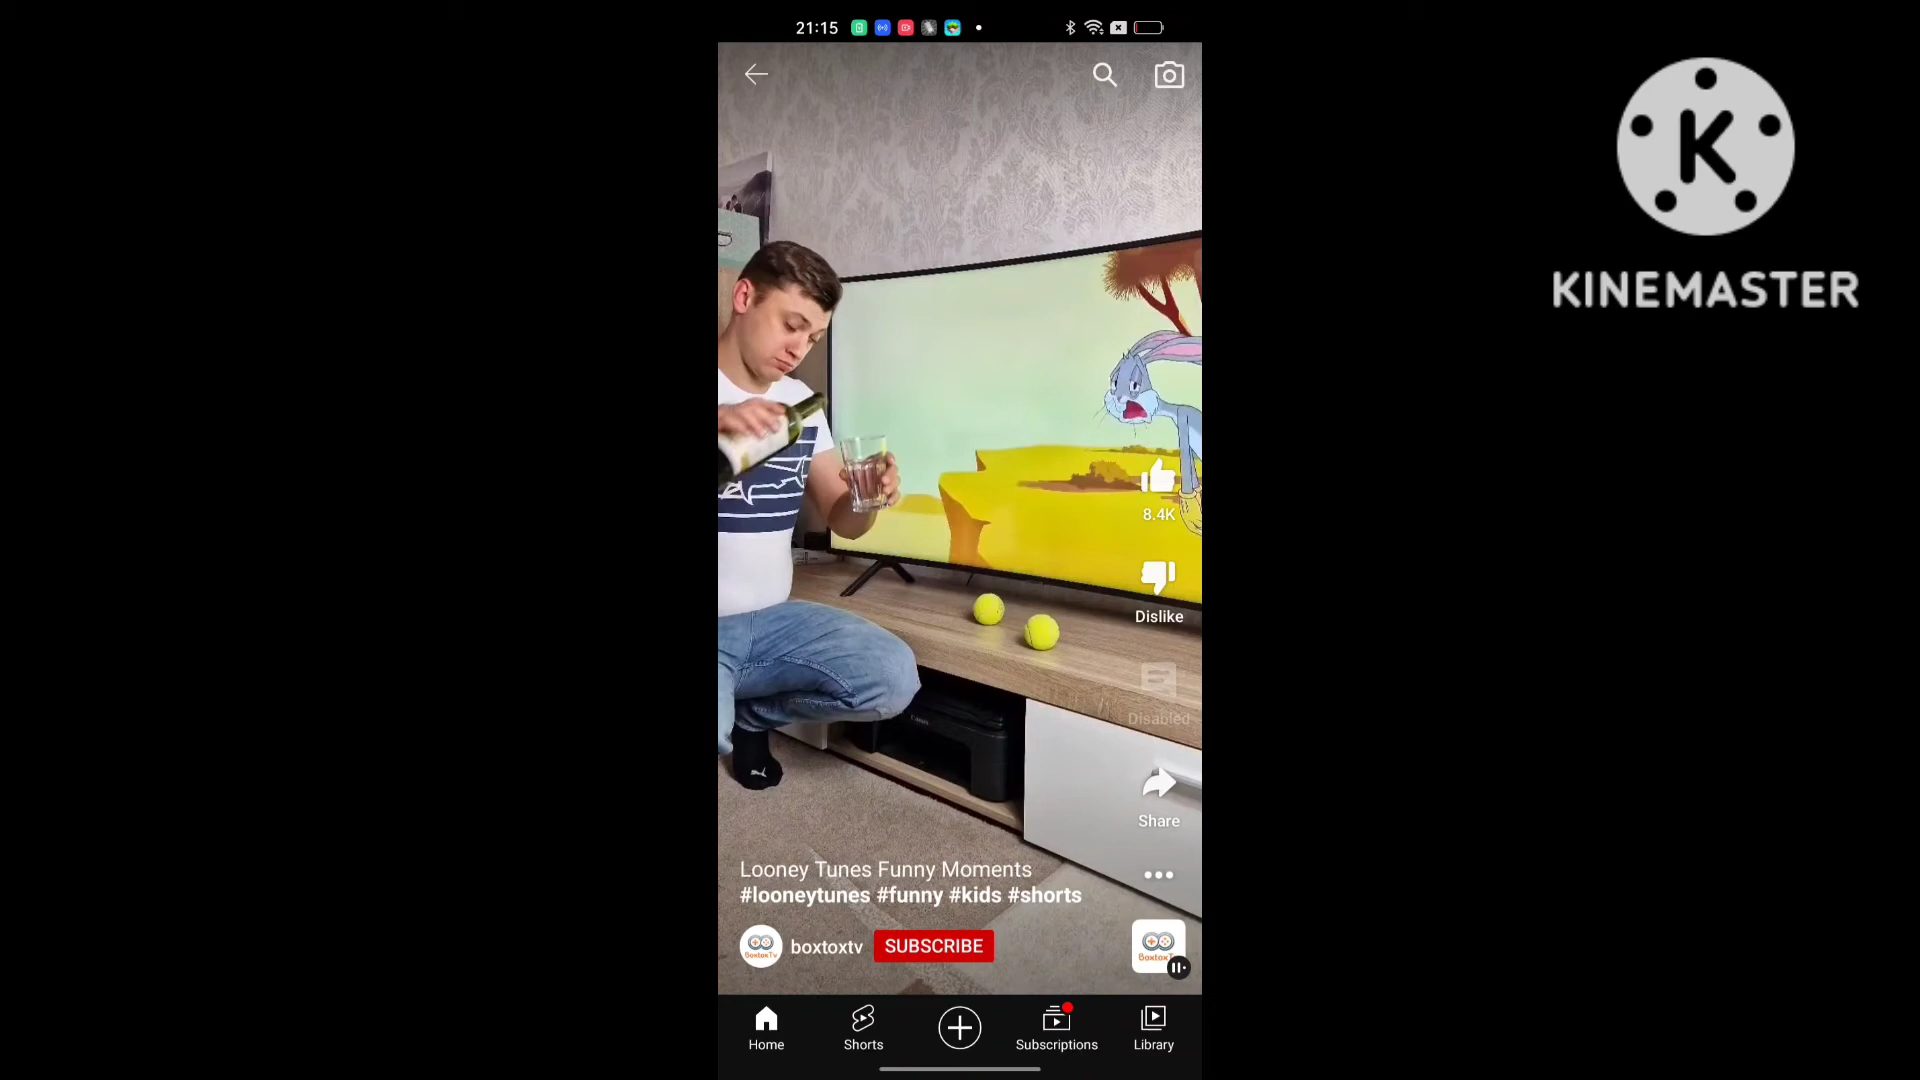 21:15
K
KINEMASTER
8.4K
Dislike
Disabled
Share
Looney Tunes Funny Moments
#looneytunes #funny #kids #shorts
boxtoxtv
SUBSCRIBE
Home
Shorts
Subscriptions
Library